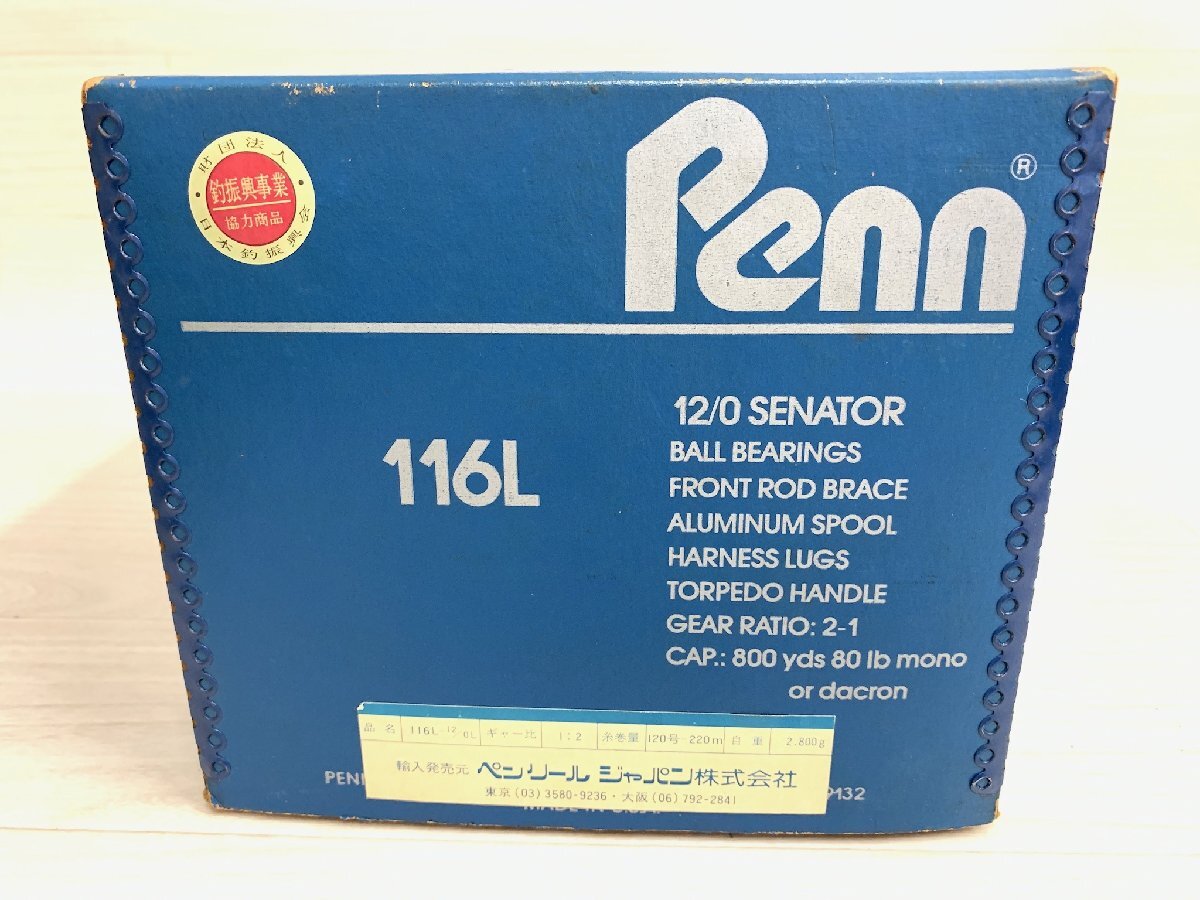 財団法人
釣振興事業
協力商品
日本釣振興会
Penn ®
116L
12/0 SENATOR
BALL BEARINGS
FRONT ROD BRACE
ALUMINUM SPOOL
HARNESS LUGS
TORPEDO HANDLE
GEAR RATIO: 2-1
CAP.: 800 yds 80 lb mono
or dacron
品名 116L-12/0L ギヤー比 1:2 糸巻量 120号-220m 自重 2.800g
輸入発売元 ペンリールジャパン株式会社
東京(03)3580-9236・大阪(06)792-2841
PENN 9132